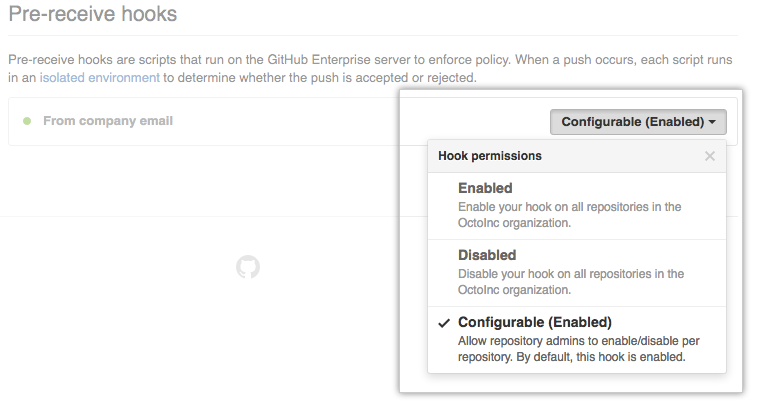 Pre-receive hooks
Pre-receive hooks are scripts that run on the GitHub Enterprise server to enforce policy. When a push occurs, each script runs
in an isolated environment to determine whether the push is accepted or rejected.
From company email
Configurable (Enabled)
Hook permissions
Enabled
Enable your hook on all repositories in the
OctoInc organization.
Disabled
Disable your hook on all repositories in the
OctoInc organization.
Configurable (Enabled)
Allow repository admins to enable/disable per
repository. By default, this hook is enabled.